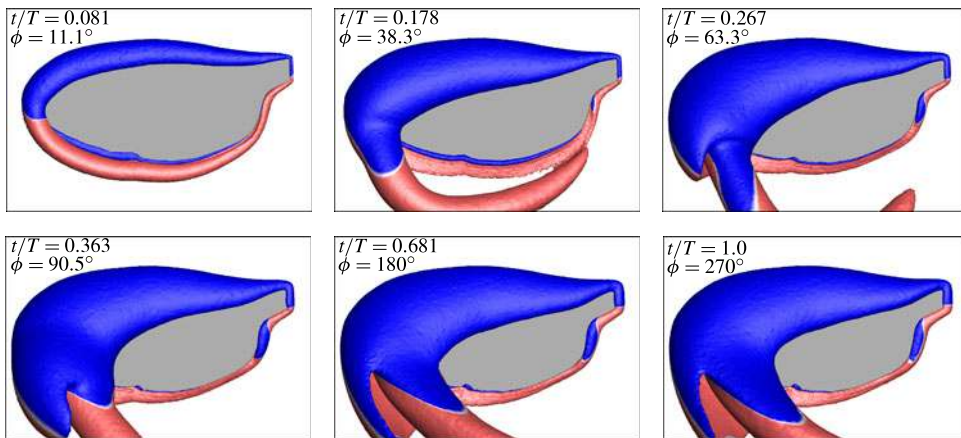 t/T = 0.081
ϕ = 11.1°
t/T = 0.178
ϕ = 38.3°
t/T = 0.267
ϕ = 63.3°
t/T = 0.363
ϕ = 90.5°
t/T = 0.681
ϕ = 180°
t/T = 1.0
ϕ = 270°